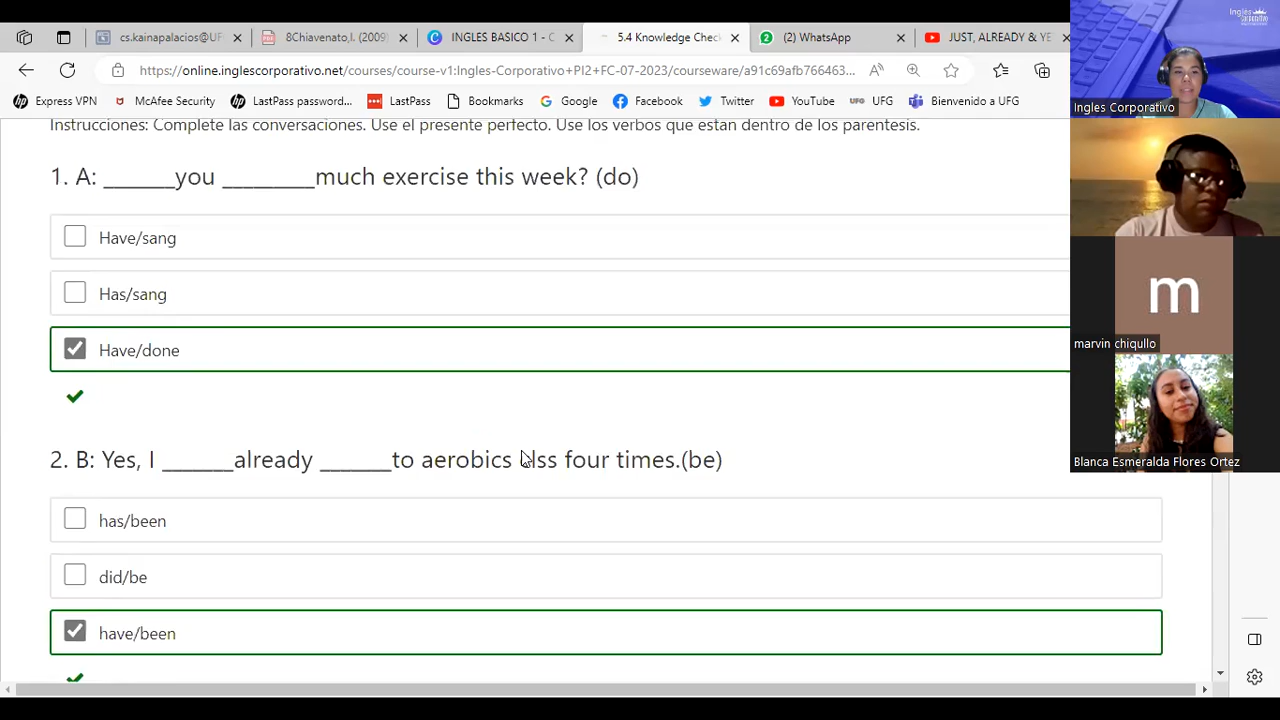 cs.kainapalacios@UF
8Chiavenato,I. (2009)
INGLES BASICO 1 - C
5.4 Knowledge Chec
(2) WhatsApp
JUST, ALREADY & YE
https://online.inglescorporativo.net/courses/course-v1:Ingles-Corporativo+PI2+FC-07-2023/courseware/a91c69afb766463...
Express VPN
McAfee Security
LastPass password...
LastPass
Bookmarks
Google
Facebook
Twitter
YouTube
UFG
Bienvenido a UFG
Instrucciones: Complete las conversaciones. Use el presente perfecto. Use los verbos que estan dentro de los parentesis.
1. A: _______you _________much exercise this week? (do)
Have/sang
Has/sang
Have/done
2. B: Yes, I _______already _______to aerobics four times.(be)
has/been
did/be
have/been
Inglés
Corporativo
Ingles Corporativo
m
marvin chiqullo
Blanca Esmeralda Flores Ortez